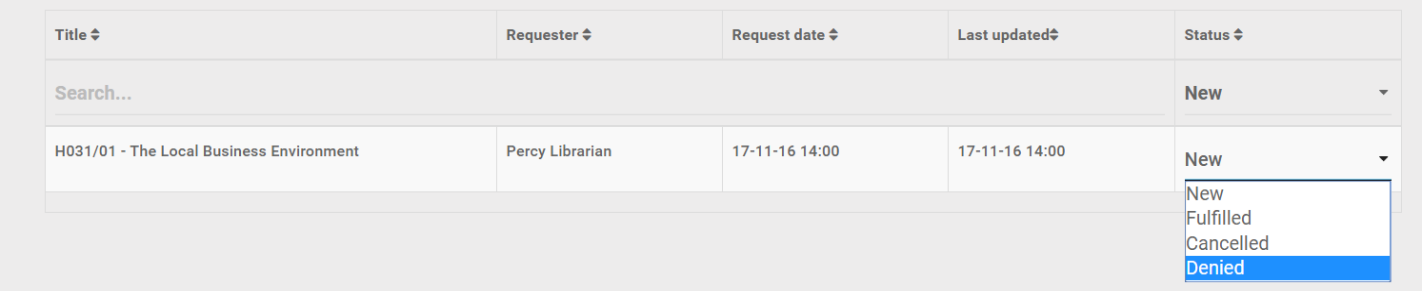 Title Requester Request date Last updated Status
Search... New
H031/01 - The Local Business Environment Percy Librarian 17-11-16 14:00 17-11-16 14:00 New
New
Fulfilled
Cancelled
Denied